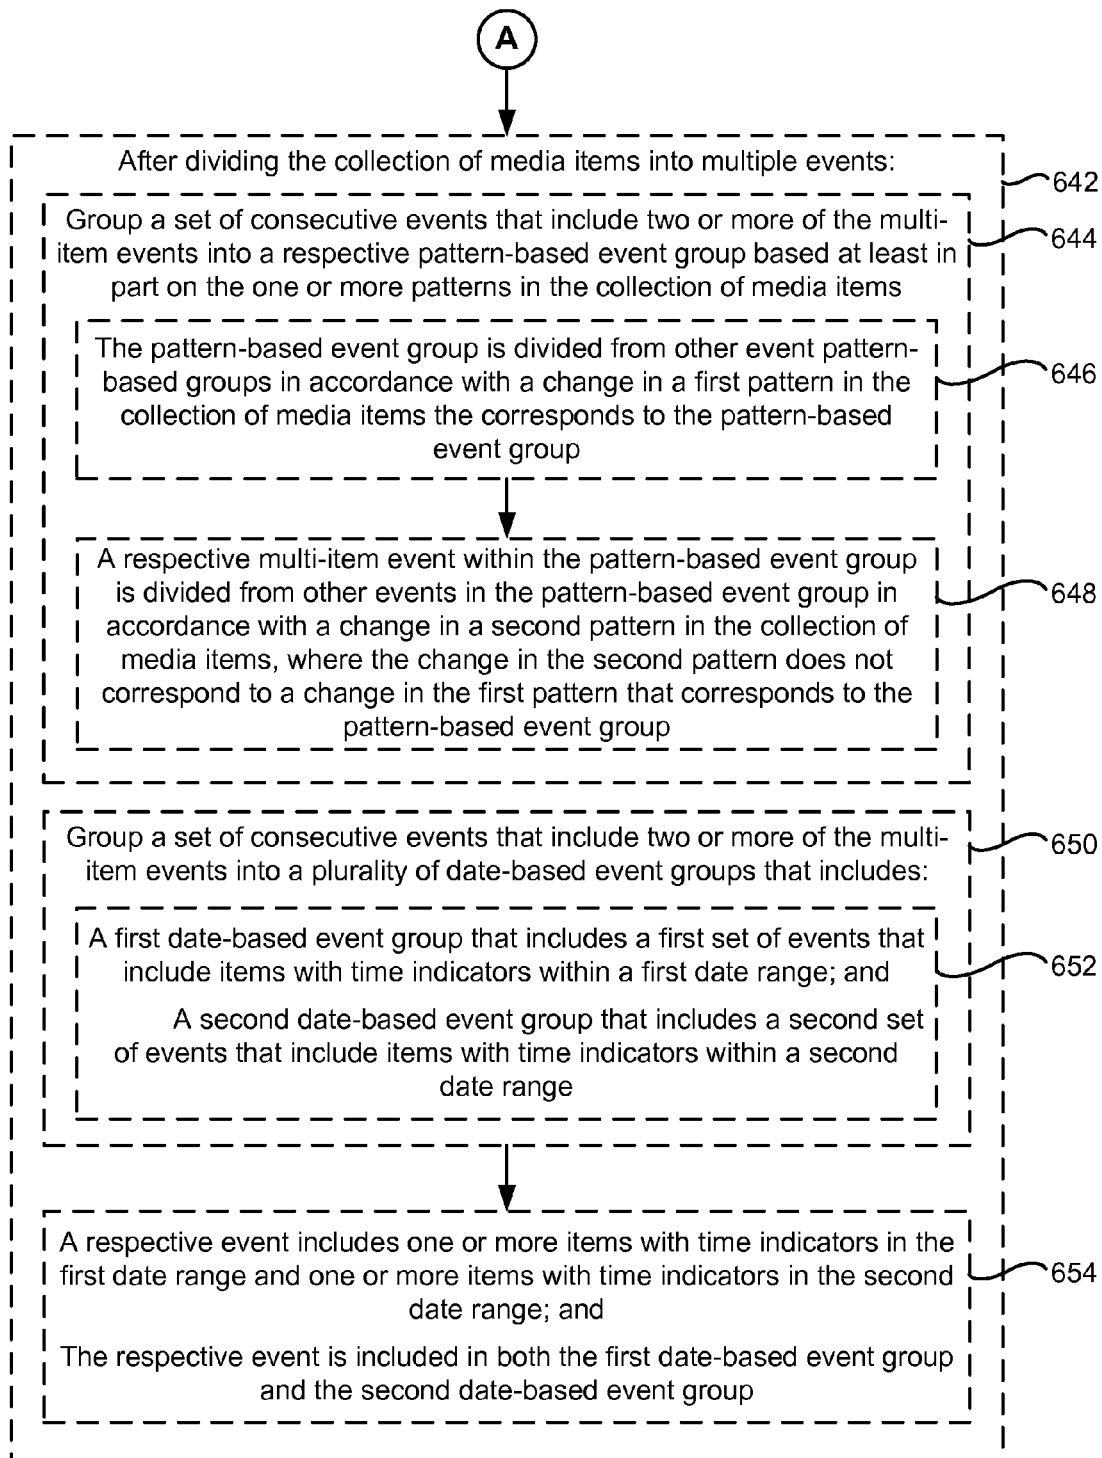 A
After dividing the collection of media items into multiple events:
642
Group a set of consecutive events that include two or more of the multi-
item events into a respective pattern-based event group based at least in
part on the one or more patterns in the collection of media items
644
The pattern-based event group is divided from other event pattern-
based groups in accordance with a change in a first pattern in the
collection of media items the corresponds to the pattern-based
event group
646
A respective multi-item event within the pattern-based event group
is divided from other events in the pattern-based event group in
accordance with a change in a second pattern in the collection of
media items, where the change in the second pattern does not
correspond to a change in the first pattern that corresponds to the
pattern-based event group
648
Group a set of consecutive events that include two or more of the multi-
item events into a plurality of date-based event groups that includes:
650
A first date-based event group that includes a first set of events that
include items with time indicators within a first date range; and
652
A second date-based event group that includes a second set
of events that include items with time indicators within a second
date range
A respective event includes one or more items with time indicators in the
first date range and one or more items with time indicators in the second
date range; and
654
The respective event is included in both the first date-based event group
and the second date-based event group